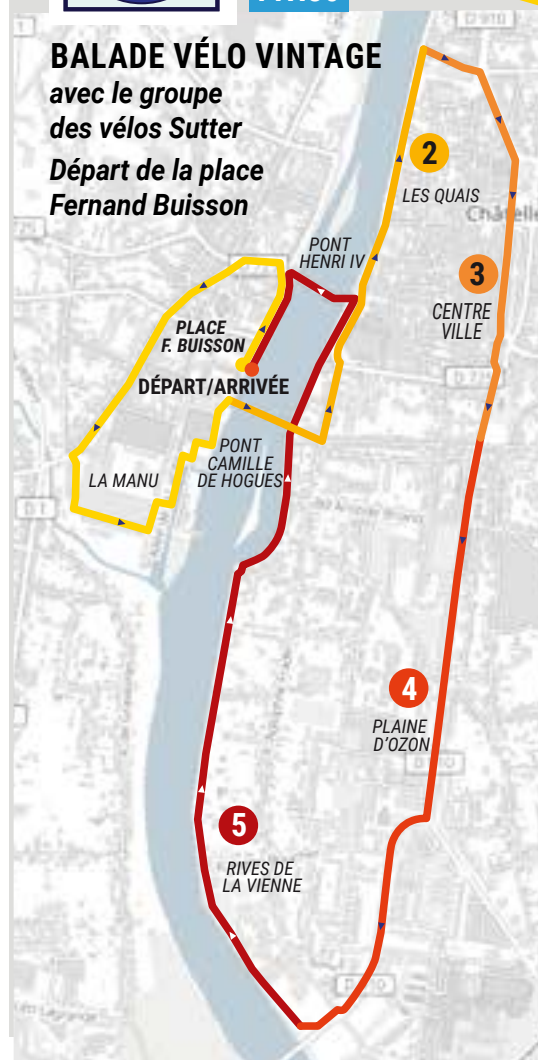 D 910
BALADE VÉLO VINTAGE
avec le groupe
des vélos Sutter
Départ de la place
Fernand Buisson
2
LES QUAIS
PONT
HENRI IV
3
CENTRE
VILLE
PLACE
F. BUISSON
DÉPART/ARRIVÉE
LA MANU
PONT
CAMILLE
DE HOGUES
D 1
4
PLAINE
D'OZON
5
RIVES DE
LA VIENNE